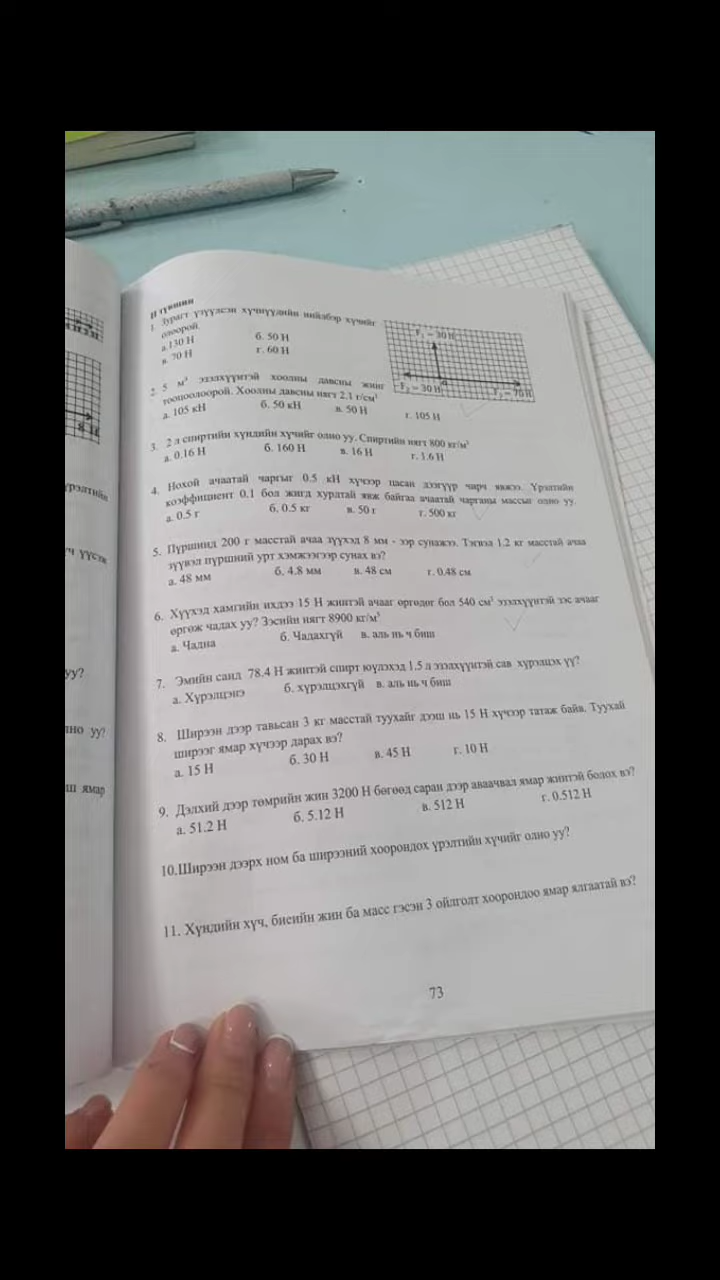 II түвшин
1. Зурагт үзүүлсэн хүчнүүдийн нийлбэр хүчийг
олоорой.
а.130 Н б. 50 Н
в. 70 Н г. 60 Н
F₁ = 30 Н
F₂ = 30 Н
F₃ = 70 Н
2. 5 м³ эзэлхүүнтэй хоолны давсны жинг
тооцоолоорой. Хоолны давсны нягт 2,1 г/см³
а. 105 кН б. 50 кН в. 50 Н г. 105 Н
3. 2 л спиртийн хүндийн хүчийг олно уу. Спиртийн нягт 800 кг/м³
а. 0.16 Н б. 160 Н в. 16 Н г. 1.6 Н
4. Нохой ачаатай чаргыг 0.5 кН хүчээр цасан дээгүүр чирч явжээ. Үрэлтийн
коэффициент 0,1 бол жигд хурдтай явж байгаа ачаатай чарганы массыг олно уу.
а. 0.5 г б. 0.5 кг в. 50 г г. 500 кг
5. Пүршинд 200 г масстай ачаа зүүхэд 8 мм - ээр сунажээ. Тэгвэл 1.2 кг масстай ачаа
зүүвэл пүршний урт хэмжээгээр сунах вэ?
а. 48 мм б. 4.8 мм в. 48 см г. 0.48 см
6. Хүүхэд хамгийн ихдээ 15 Н жинтэй ачааг өргөдөг бол 540 см³ эзэлхүүнтэй зэс ачааг
өргөж чадах уу? Зэсийн нягт 8900 кг/м³
а. Чадна б. Чадахгүй в. аль нь ч биш
7. Эмийн санд 78.4 Н жинтэй спирт юүлэхэд 1.5 л эзэлхүүнтэй сав хүрэлцэх үү?
а. Хүрэлцэнэ б. хүрэлцэхгүй в. аль нь ч биш
8. Ширээн дээр тавьсан 3 кг масстай туухайг дээш нь 15 Н хүчээр татаж байв. Туухай
ширээг ямар хүчээр дарах вэ?
а. 15 Н б. 30 Н в. 45 Н г. 10 Н
9. Дэлхий дээр төмрийн жин 3200 Н бөгөөд саран дээр аваачвал ямар жинтэй болох вэ?
а. 51.2 Н б. 5.12 Н в. 512 Н г. 0.512 Н
10.Ширээн дээрх ном ба ширээний хоорондох үрэлтийн хүчийг олно уу?
11. Хүндийн хүч, биеийн жин ба масс гэсэн 3 ойлголт хоорондоо ямар ялгаатай вэ?
73